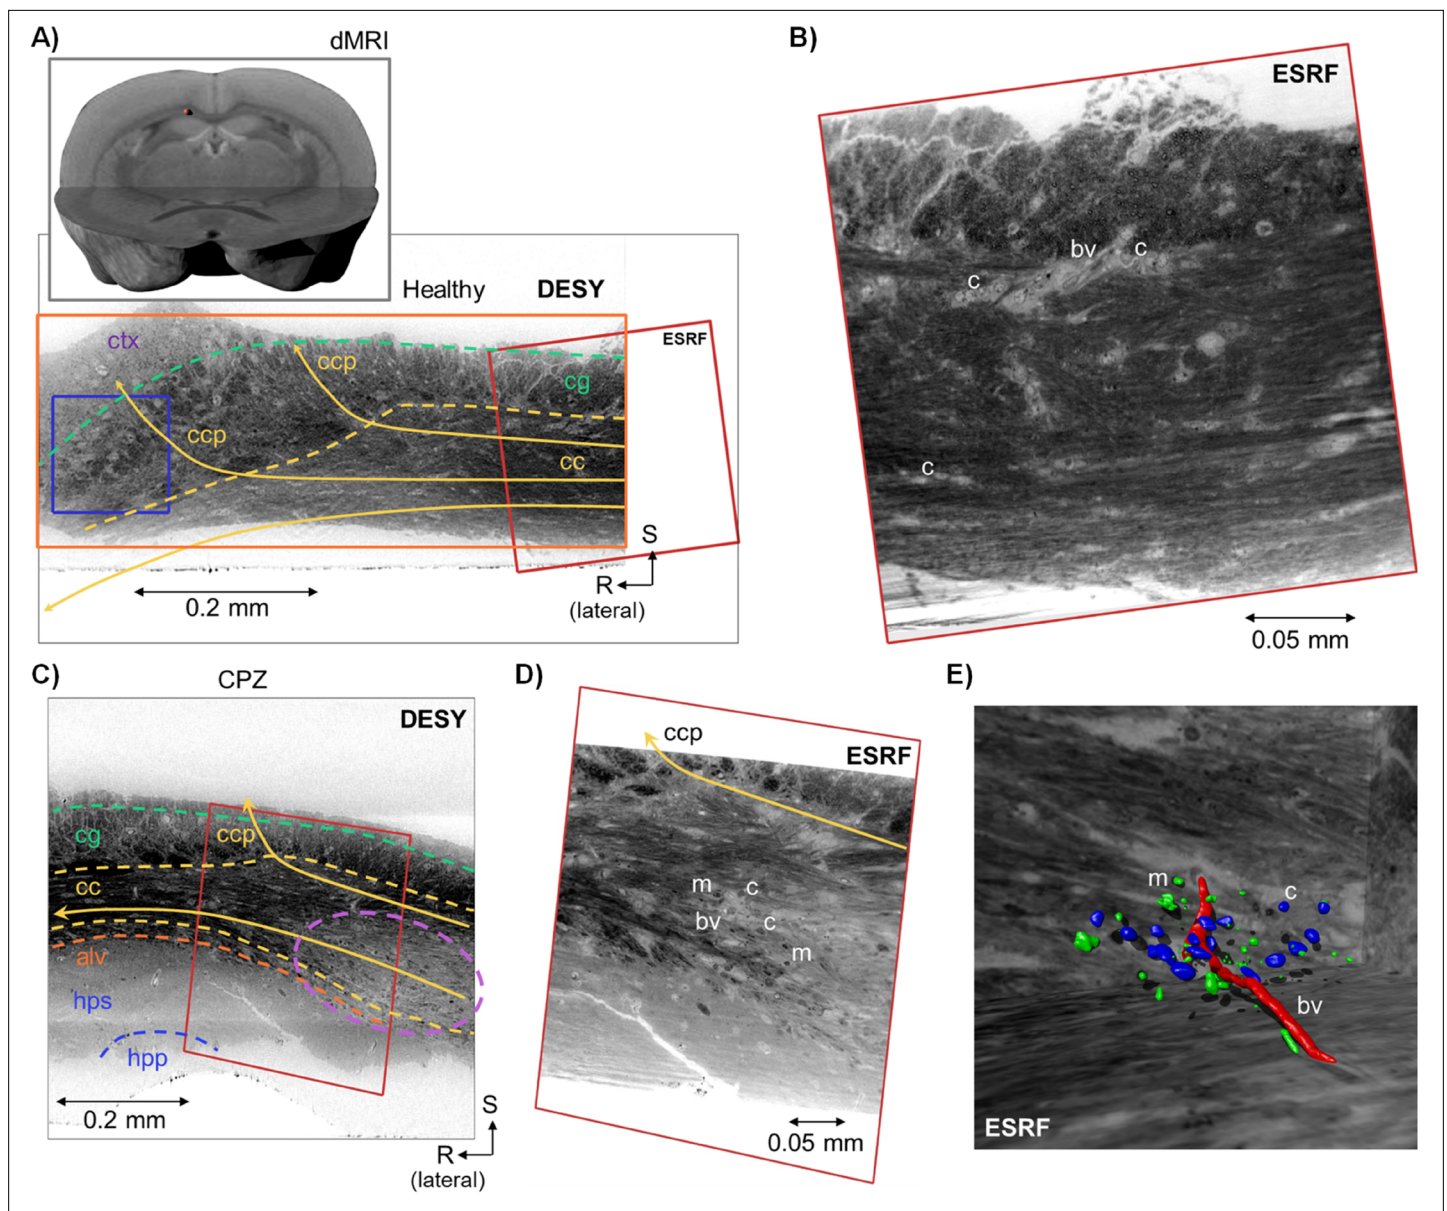 A)
dMRI
Healthy
DESY
ctx
ccp
ESRF
cg
ccp
cc
S
R
(lateral)
0.2 mm
B)
ESRF
bv
c
c
c
0.05 mm
C)
CPZ
DESY
cg
ccp
cc
alv
hps
hpp
0.2 mm
S
R
(lateral)
D)
ccp
ESRF
m
c
bv
c
m
0.05 mm
E)
m
c
bv
ESRF